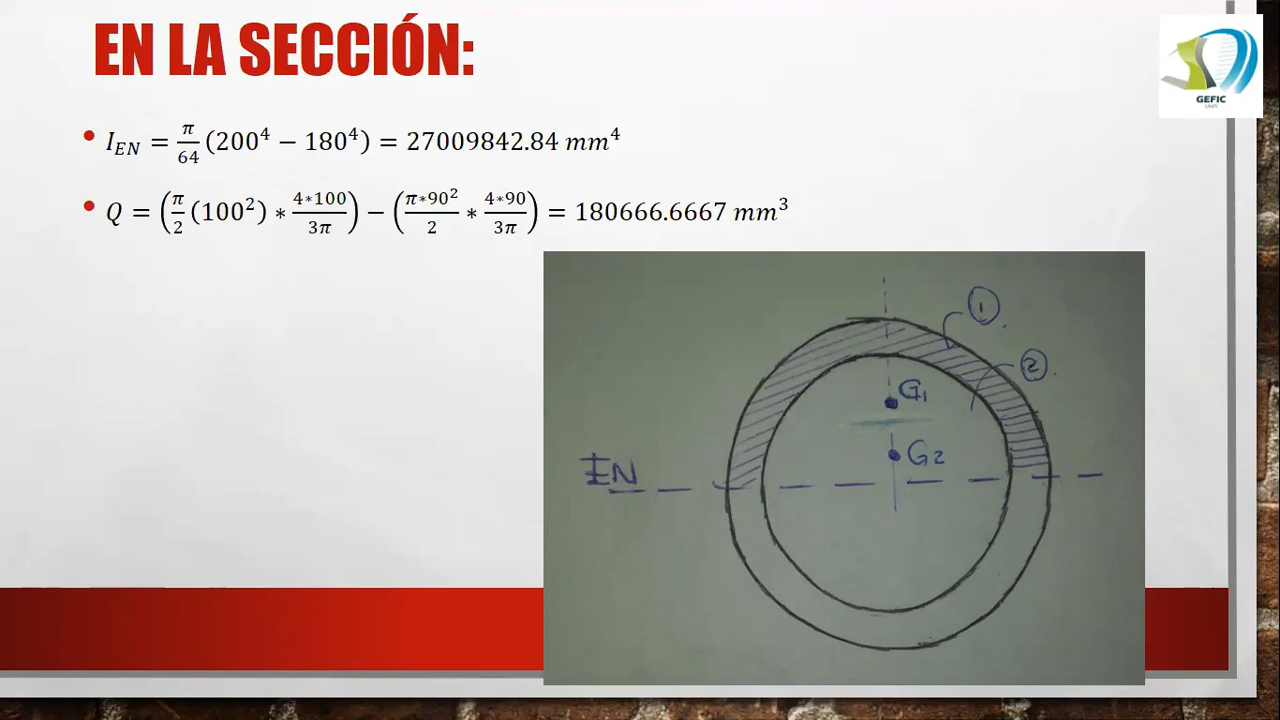 EN LA SECCIÓN:
GEFIC
UNIV
• I_EN = π/64 (200⁴ − 180⁴) = 27009842.84 mm⁴
• Q = (π/2 (100²) * 4*100/3π) − (π*90²/2 * 4*90/3π) = 180666.6667 mm³
1
2
G1
G2
EN